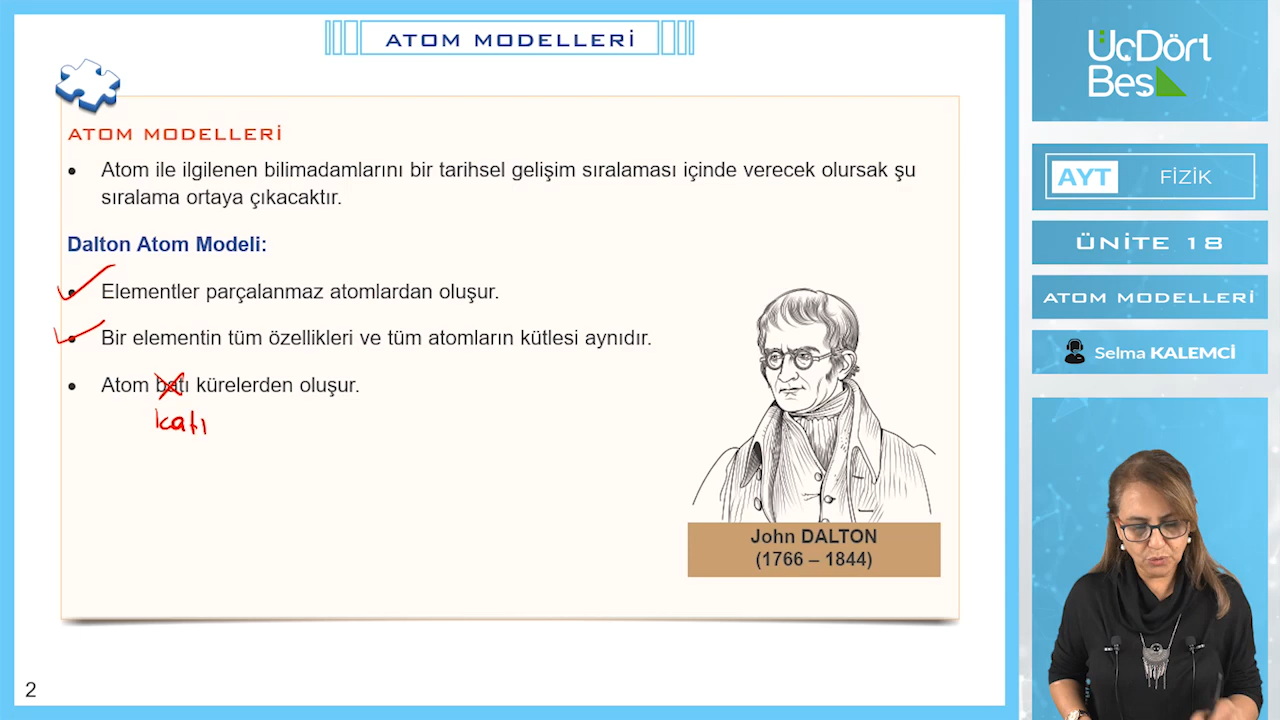 ATOM MODELLERİ
ATOM MODELLERİ
• Atom ile ilgilenen bilimadamlarını bir tarihsel gelişim sıralaması içinde verecek olursak şu
sıralama ortaya çıkacaktır.
Dalton Atom Modeli:
• Elementler parçalanmaz atomlardan oluşur.
• Bir elementin tüm özellikleri ve tüm atomların kütlesi aynıdır.
• Atom batı kürelerden oluşur.
katı
John DALTON
(1766 – 1844)
2
ÜçDört
Beş
AYT FİZİK
ÜNİTE 18
ATOM MODELLERİ
Selma KALEMCİ